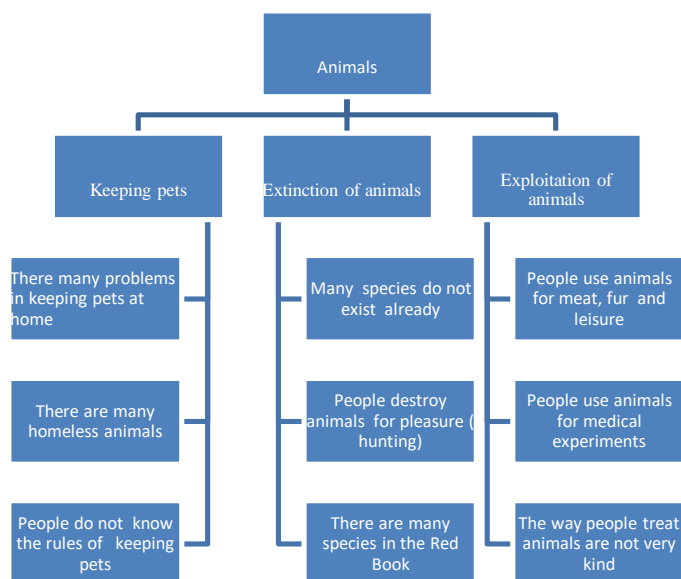 Animals
Keeping pets
Extinction of animals
Exploitation of
animals
There many problems
in keeping pets at
home
Many species do not
exist already
People use animals
for meat, fur and
leisure
There are many
homeless animals
People destroy
animals for pleasure (
hunting)
People use animals
for medical
experiments
People do not know
the rules of keeping
pets
There are many
species in the Red
Book
The way people treat
animals are not very
kind